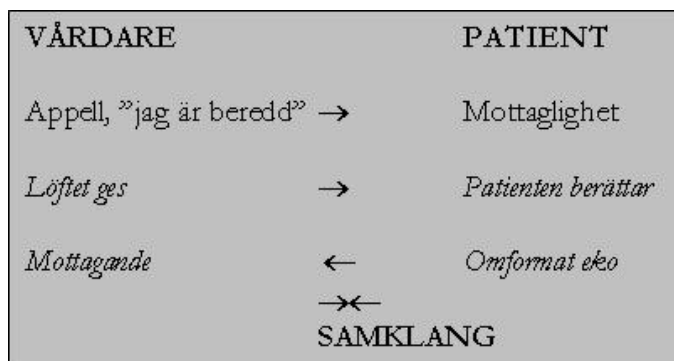 VÅRDARE PATIENT
Appell, ”jag är beredd” → Mottaglighet
Löftet ges → Patienten berättar
Mottagande ← Omformat eko
→←
SAMKLANG